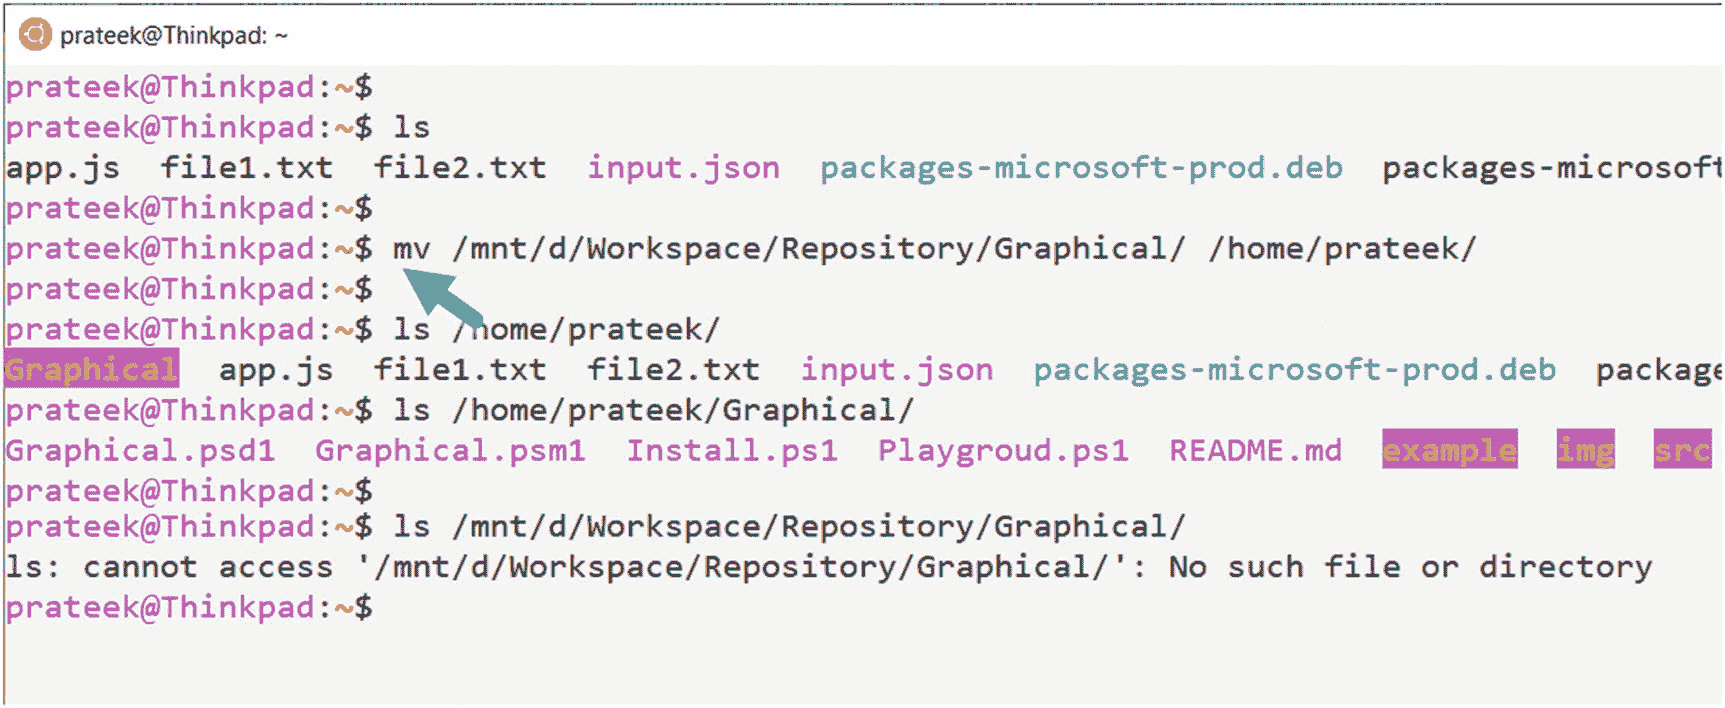 prateek@Thinkpad: ~
prateek@Thinkpad:~$
prateek@Thinkpad:~$ ls
app.js  file1.txt  file2.txt  input.json  packages-microsoft-prod.deb  packages-microsoft
prateek@Thinkpad:~$
prateek@Thinkpad:~$ mv /mnt/d/Workspace/Repository/Graphical/ /home/prateek/
prateek@Thinkpad:~$
prateek@Thinkpad:~$ ls /home/prateek/
Graphical  app.js  file1.txt  file2.txt  input.json  packages-microsoft-prod.deb  package
prateek@Thinkpad:~$ ls /home/prateek/Graphical/
Graphical.psd1  Graphical.psm1  Install.ps1  Playgroud.ps1  README.md  example  img  src
prateek@Thinkpad:~$
prateek@Thinkpad:~$ ls /mnt/d/Workspace/Repository/Graphical/
ls: cannot access '/mnt/d/Workspace/Repository/Graphical/': No such file or directory
prateek@Thinkpad:~$